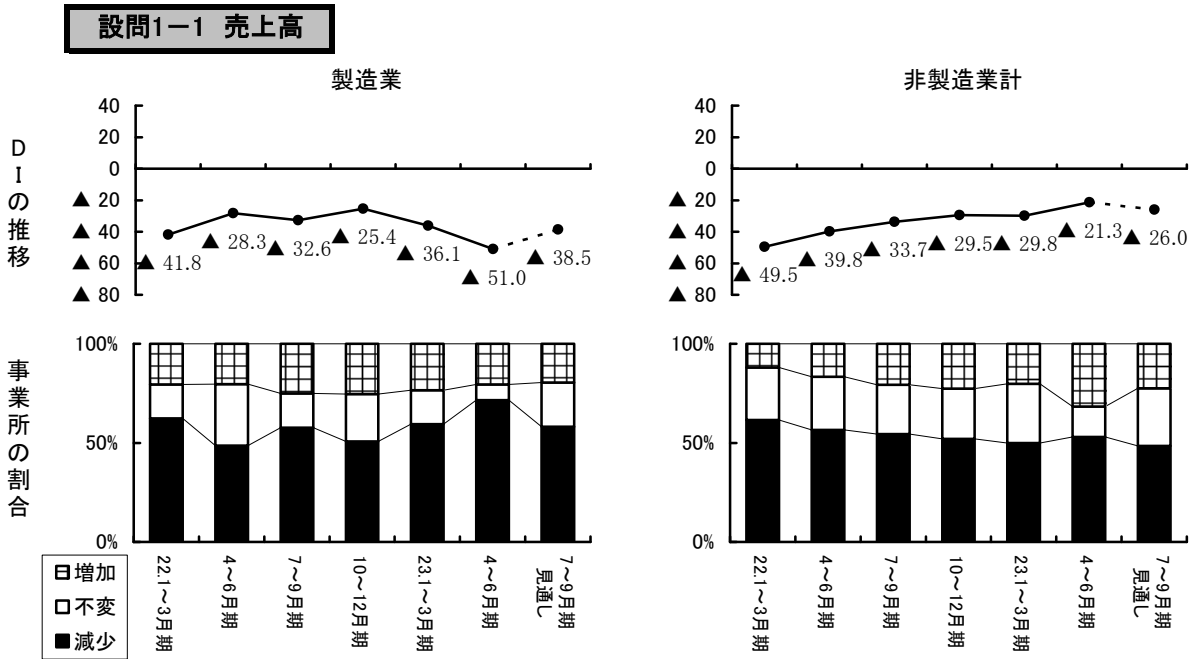 設問1－1 売上高
製造業
非製造業計
DIの推移
40
20
0
▲ 20
▲ 40
▲ 60
▲ 80
▲ 41.8
▲ 28.3
▲ 32.6
▲ 25.4
▲ 36.1
▲ 51.0
▲ 38.5
40
20
0
▲ 20
▲ 40
▲ 60
▲ 80
▲ 49.5
▲ 39.8
▲ 33.7
▲ 29.5
▲ 29.8
▲ 21.3
▲ 26.0
事業所の割合
100%
50%
0%
22.1～3月期
4～6月期
7～9月期
10～12月期
23.1～3月期
4～6月期
7～9月期
見通し
100%
50%
0%
22.1～3月期
4～6月期
7～9月期
10～12月期
23.1～3月期
4～6月期
7～9月期
見通し
増加
不変
減少